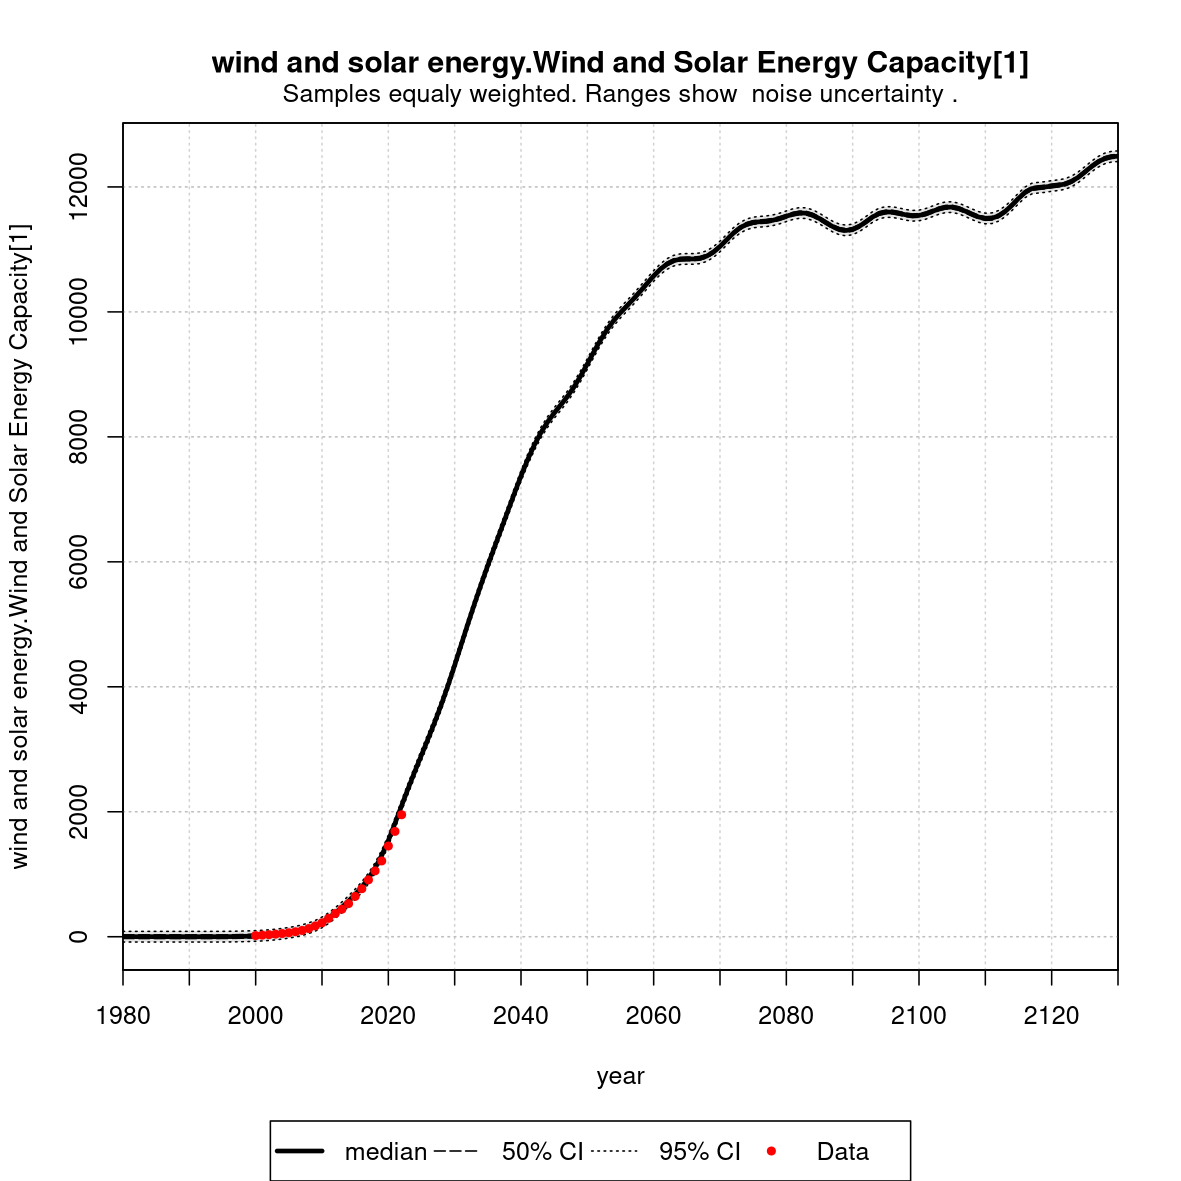 wind and solar energy.Wind and Solar Energy Capacity[1]
Samples equaly weighted. Ranges show  noise uncertainty .
wind and solar energy.Wind and Solar Energy Capacity[1]
12000
10000
8000
6000
4000
2000
0
1980 2000 2020 2040 2060 2080 2100 2120
year
median 50% CI 95% CI Data